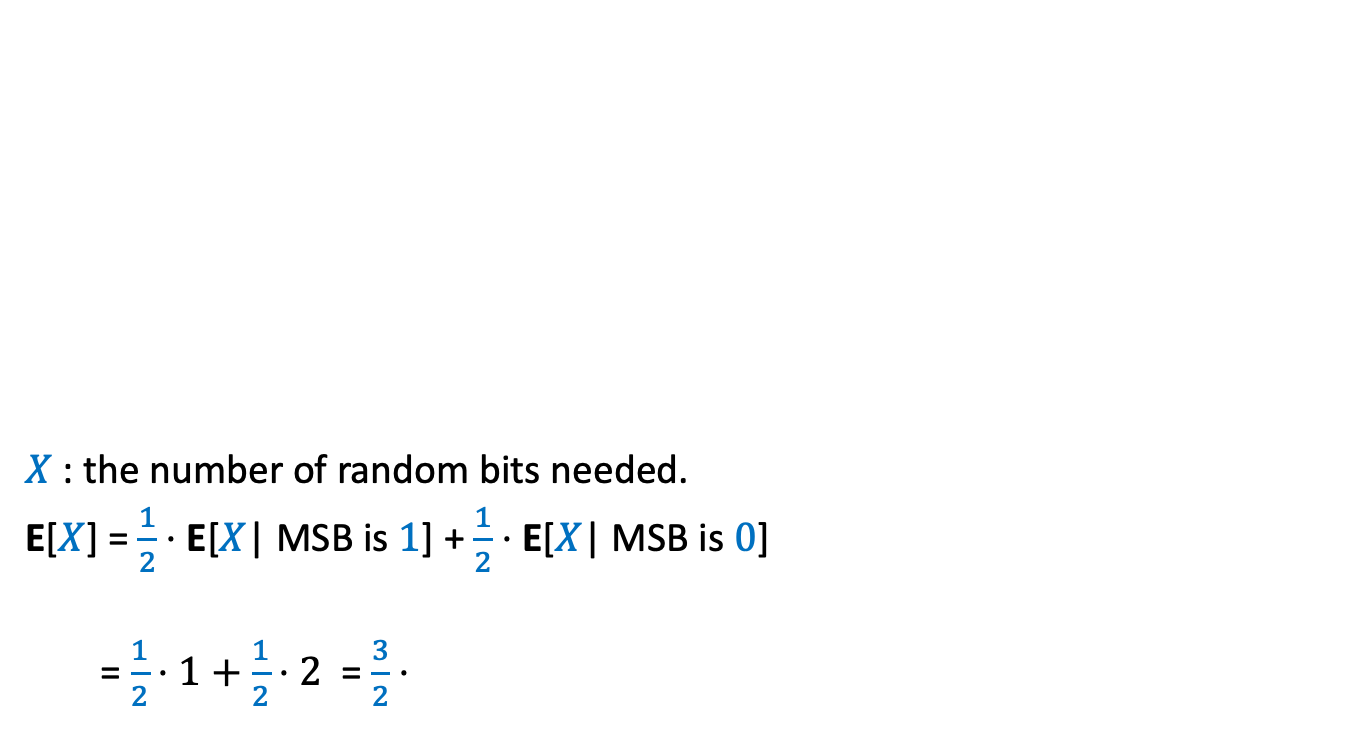 X : the number of random bits needed.
E[X] = 1/2 · E[X| MSB is 1] + 1/2 · E[X| MSB is 0]
= 1/2 · 1 + 1/2 · 2 = 3/2 ·